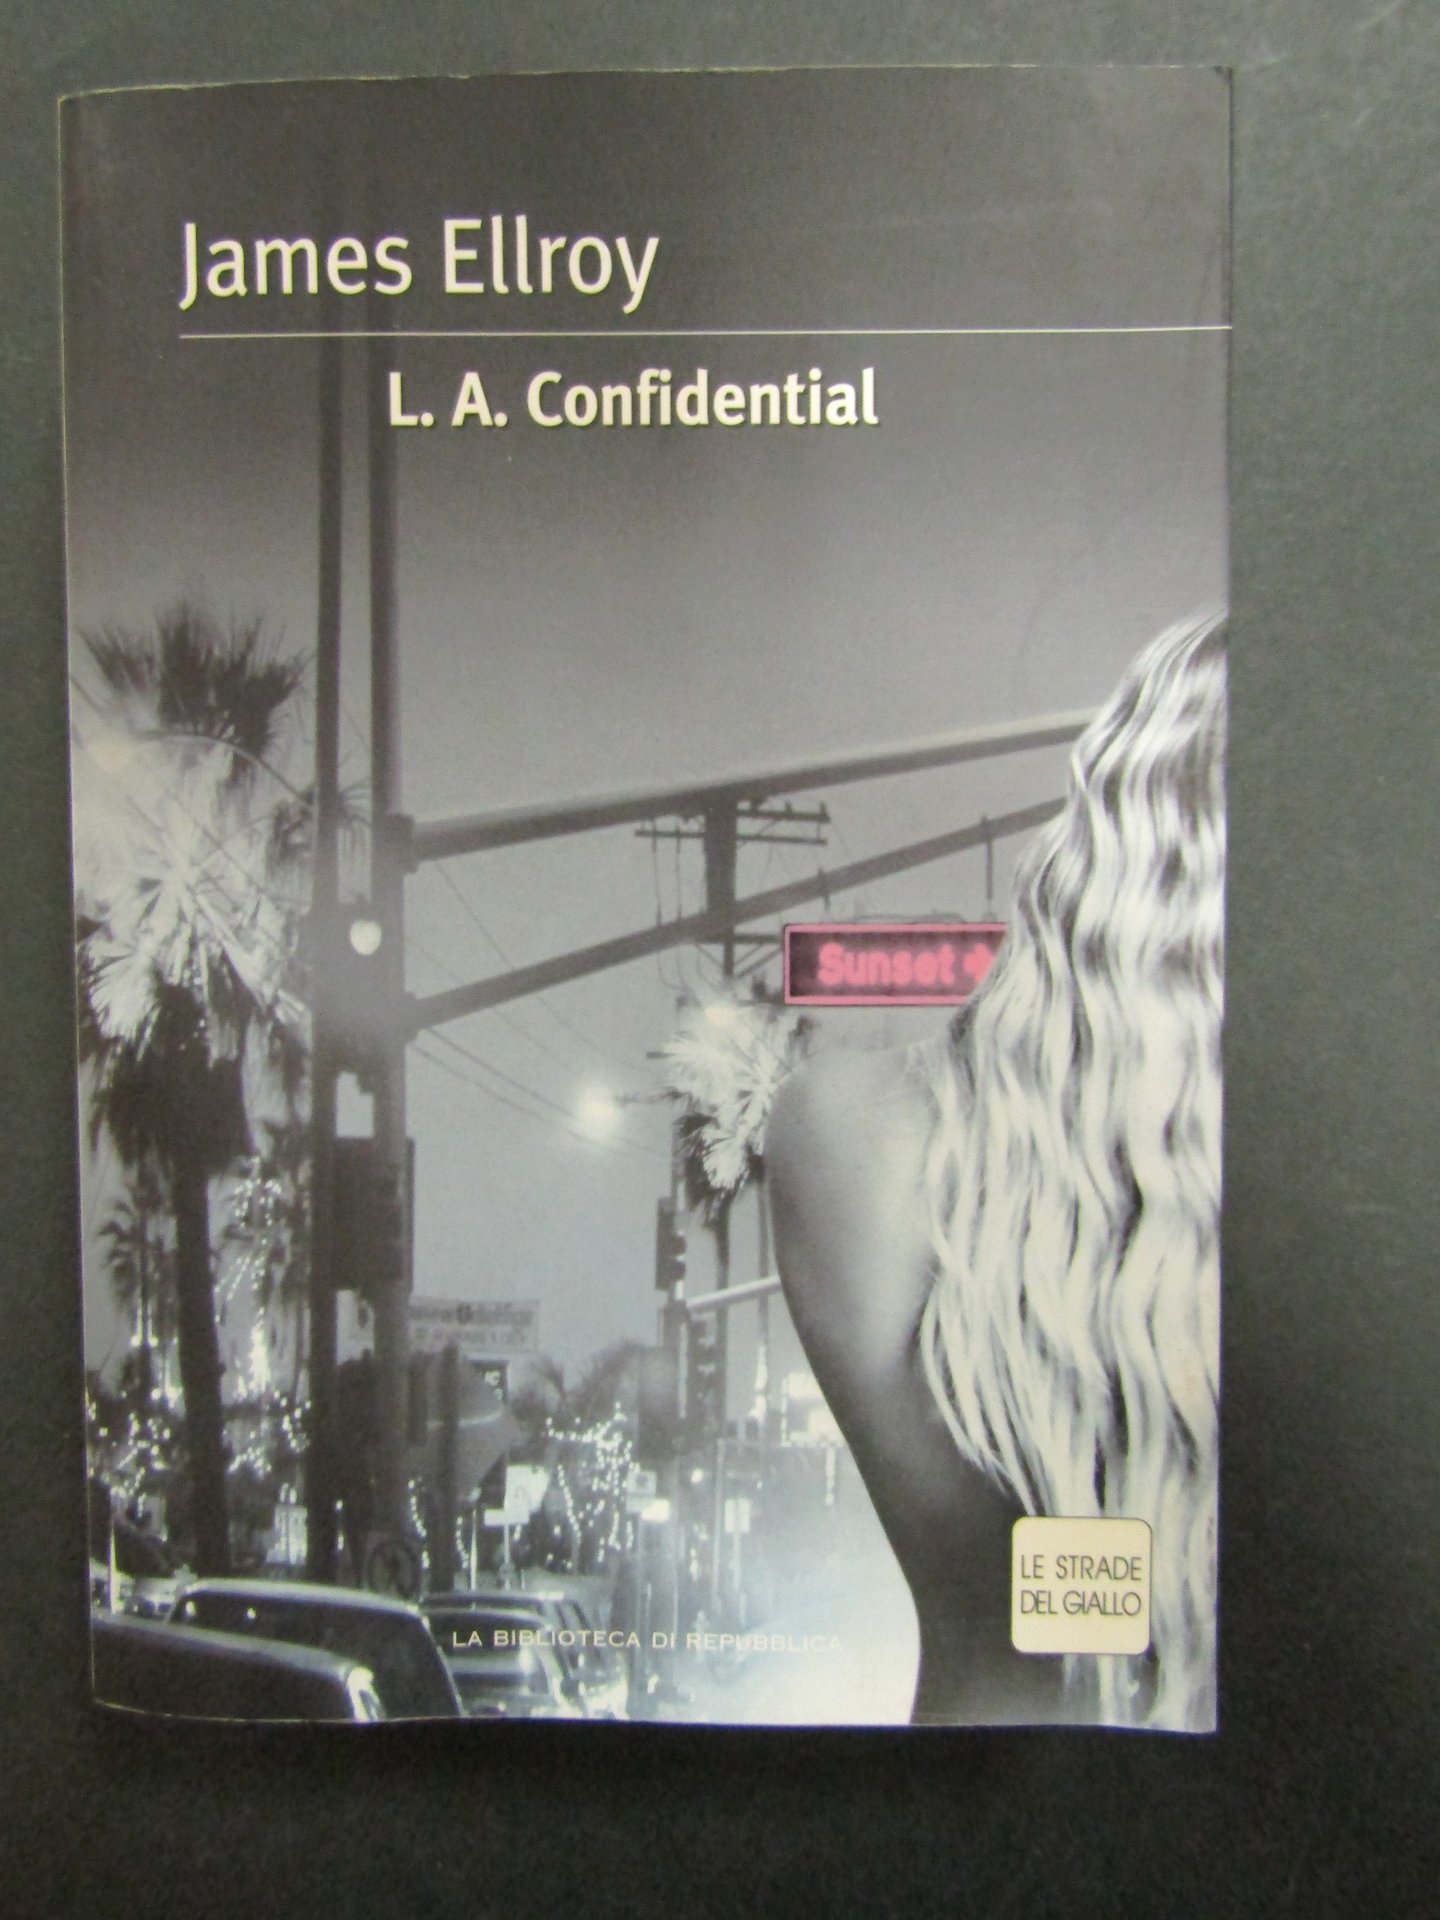 James Ellroy
L. A. Confidential
Sunset →
LE STRADE
DEL GIALLO
LA BIBLIOTECA DI REPUBBLICA